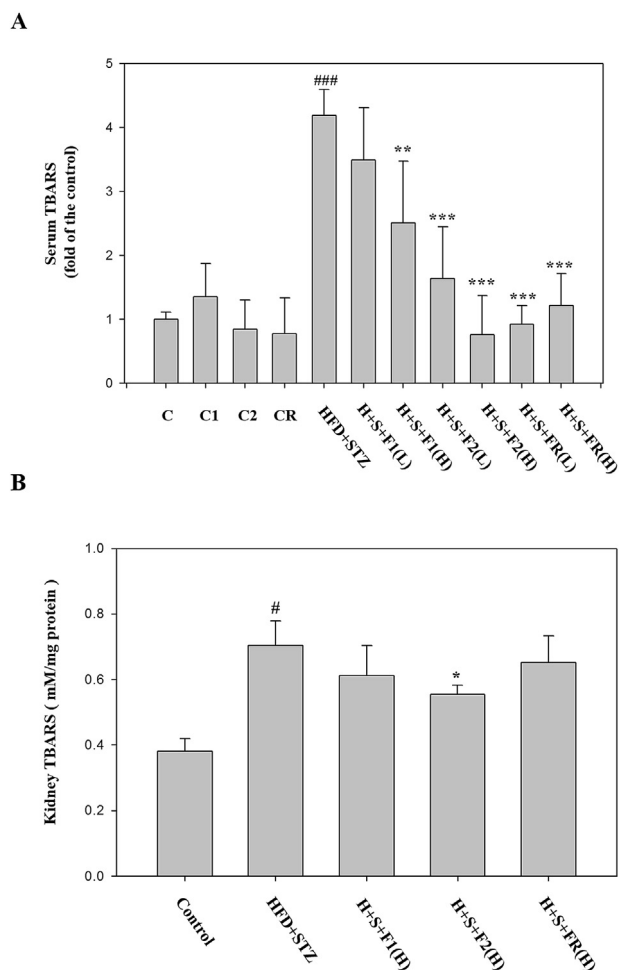 A
Serum TBARS
(fold of the control)
5
4
3
2
1
0
###
**
***
***
***
***
C
C1
C2
CR
HFD+STZ
H+S+F1(L)
H+S+F1(H)
H+S+F2(L)
H+S+F2(H)
H+S+FR(L)
H+S+FR(H)
B
Kidney TBARS ( mM/mg protein )
1.0
0.8
0.6
0.4
0.2
0.0
#
*
Control
HFD+STZ
H+S+F1(H)
H+S+F2(H)
H+S+FR(H)